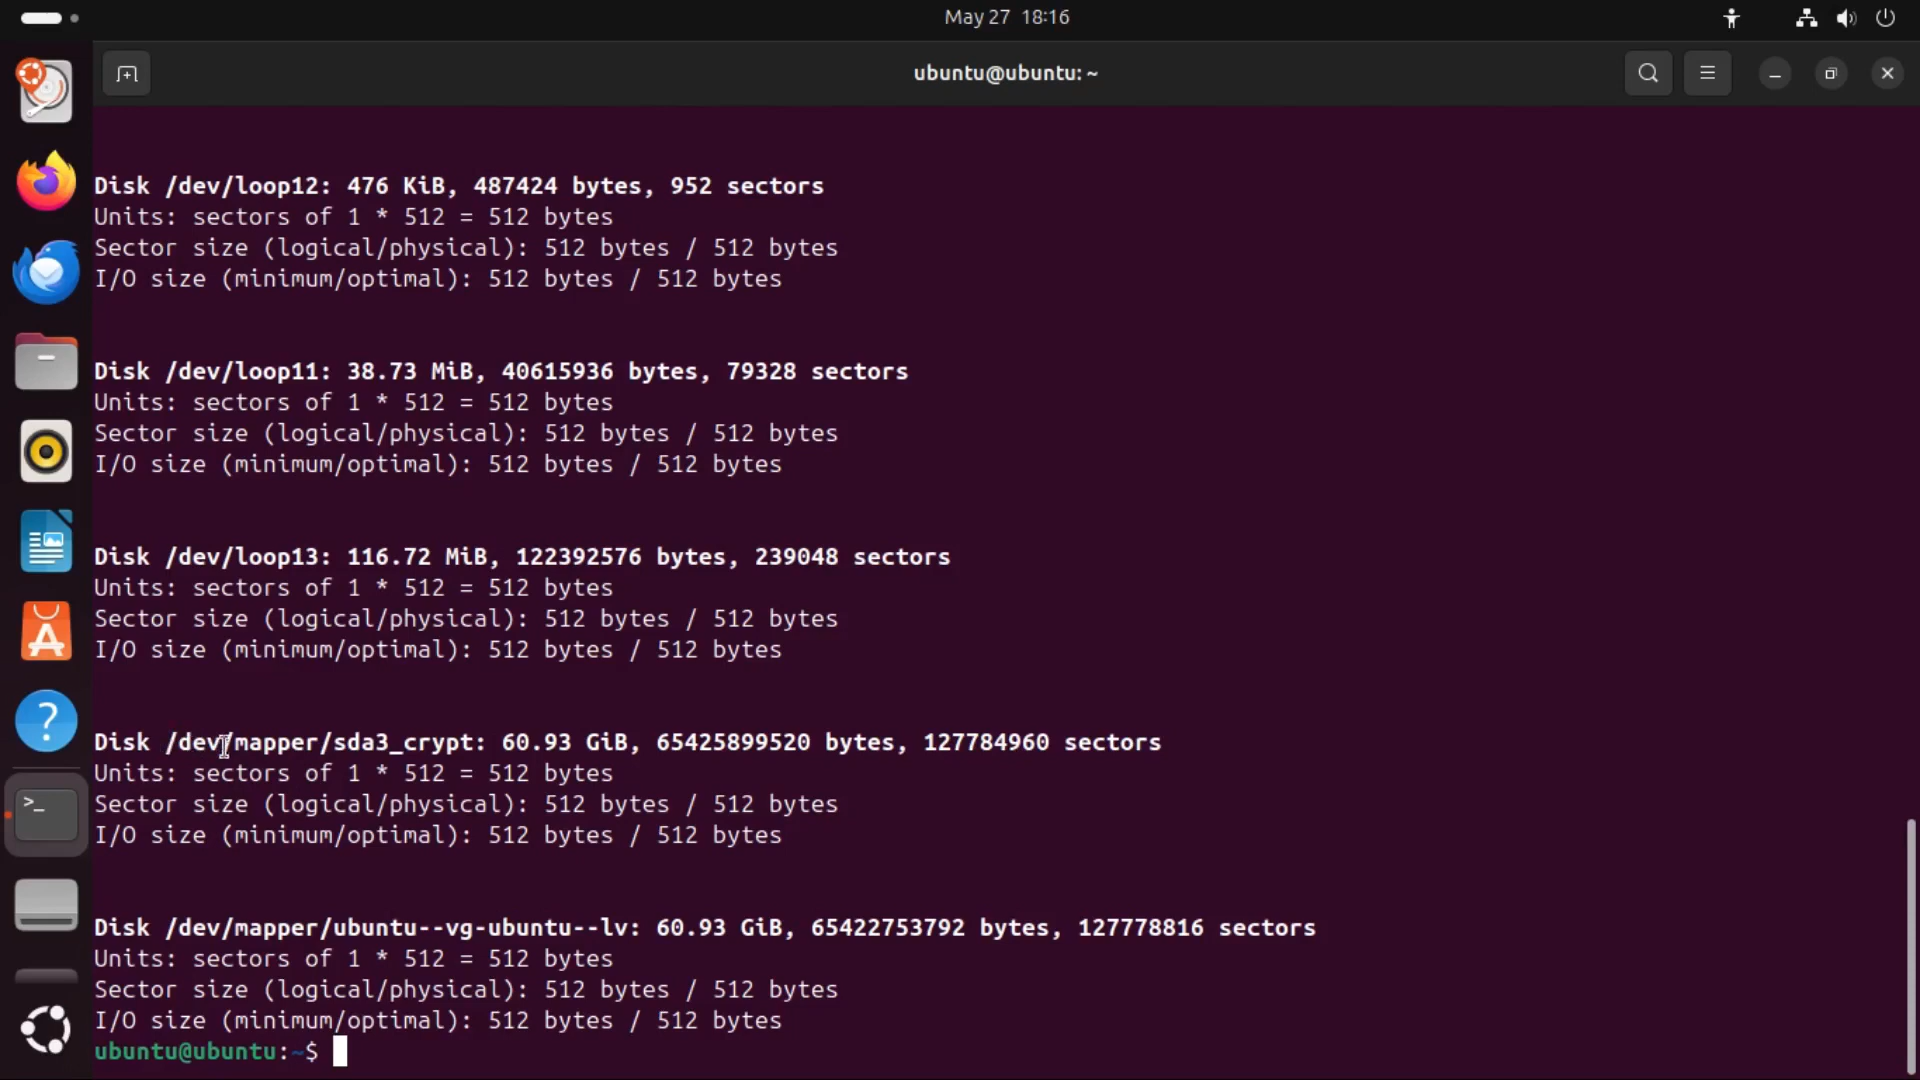 May 27 18:16
ubuntu@ubuntu: ~
Disk /dev/loop12: 476 KiB, 487424 bytes, 952 sectors
Units: sectors of 1 * 512 = 512 bytes
Sector size (logical/physical): 512 bytes / 512 bytes
I/O size (minimum/optimal): 512 bytes / 512 bytes
Disk /dev/loop11: 38.73 MiB, 40615936 bytes, 79328 sectors
Units: sectors of 1 * 512 = 512 bytes
Sector size (logical/physical): 512 bytes / 512 bytes
I/O size (minimum/optimal): 512 bytes / 512 bytes
Disk /dev/loop13: 116.72 MiB, 122392576 bytes, 239048 sectors
Units: sectors of 1 * 512 = 512 bytes
Sector size (logical/physical): 512 bytes / 512 bytes
I/O size (minimum/optimal): 512 bytes / 512 bytes
Disk /dev/mapper/sda3_crypt: 60.93 GiB, 65425899520 bytes, 127784960 sectors
Units: sectors of 1 * 512 = 512 bytes
Sector size (logical/physical): 512 bytes / 512 bytes
I/O size (minimum/optimal): 512 bytes / 512 bytes
Disk /dev/mapper/ubuntu--vg-ubuntu--lv: 60.93 GiB, 65422753792 bytes, 127778816 sectors
Units: sectors of 1 * 512 = 512 bytes
Sector size (logical/physical): 512 bytes / 512 bytes
I/O size (minimum/optimal): 512 bytes / 512 bytes
ubuntu@ubuntu:~$